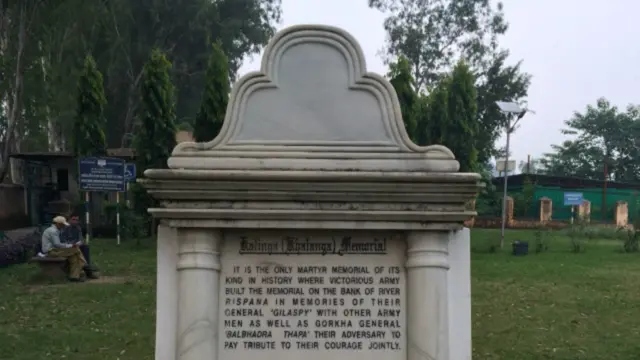 Kalinga (Khalanga) Memorial
IT IS THE ONLY MARTYR MEMORIAL OF ITS
KIND IN HISTORY WHERE VICTORIOUS ARMY
BUILT THE MEMORIAL ON THE BANK OF RIVER
RISPANA IN MEMORIES OF THEIR
GENERAL "GILASPY" WITH OTHER ARMY
MEN AS WELL AS GORKHA GENERAL
"BALBHADRA THAPA" THEIR ADVERSARY TO
PAY TRIBUTE TO THEIR COURAGE JOINTLY.